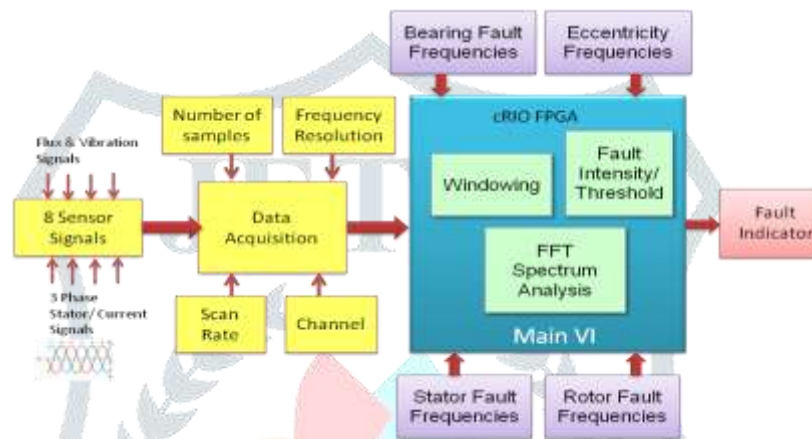 Bearing Fault
Frequencies
Eccentricity
Frequencies
Number of
samples
Frequency
Resolution
cRIO FPGA
Flux & Vibration
Signals
Windowing
Fault
Intensity/
Threshold
8 Sensor
Signals
Data
Acquisition
Fault
Indicator
FFT
Spectrum
Analysis
3 Phase
Stator/ Current
Signals
Scan
Rate
Channel
Main VI
Stator Fault
Frequencies
Rotor Fault
Frequencies